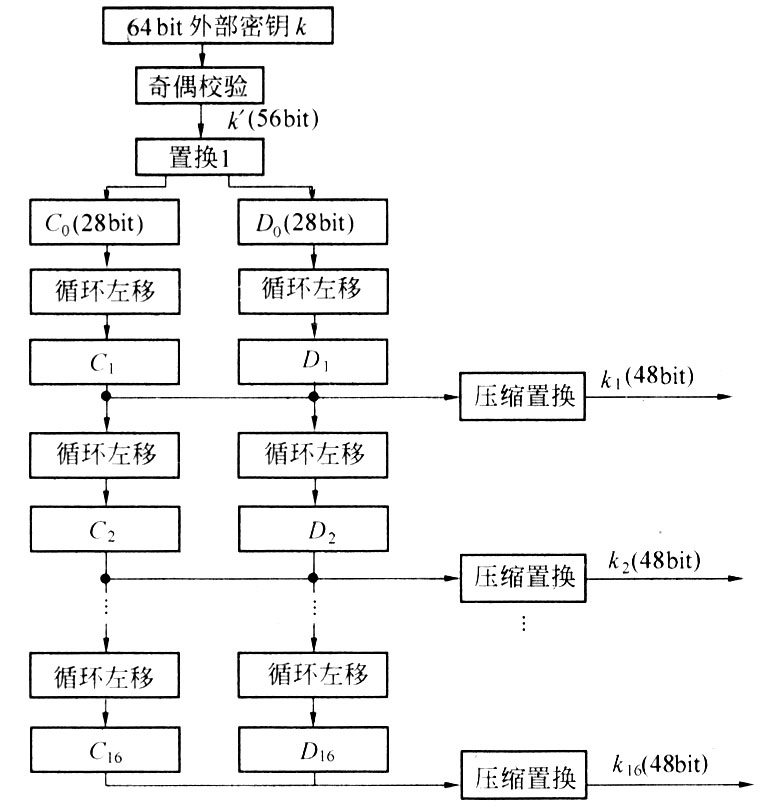 64bit 外部密钥 k
奇偶校验
k′(56bit)
置换1
C₀(28bit) D₀(28bit)
循环左移 循环左移
C₁ D₁
压缩置换 k₁(48bit)
循环左移 循环左移
C₂ D₂
压缩置换 k₂(48bit)
⋮ ⋮ ⋮
循环左移 循环左移
C₁₆ D₁₆
压缩置换 k₁₆(48bit)